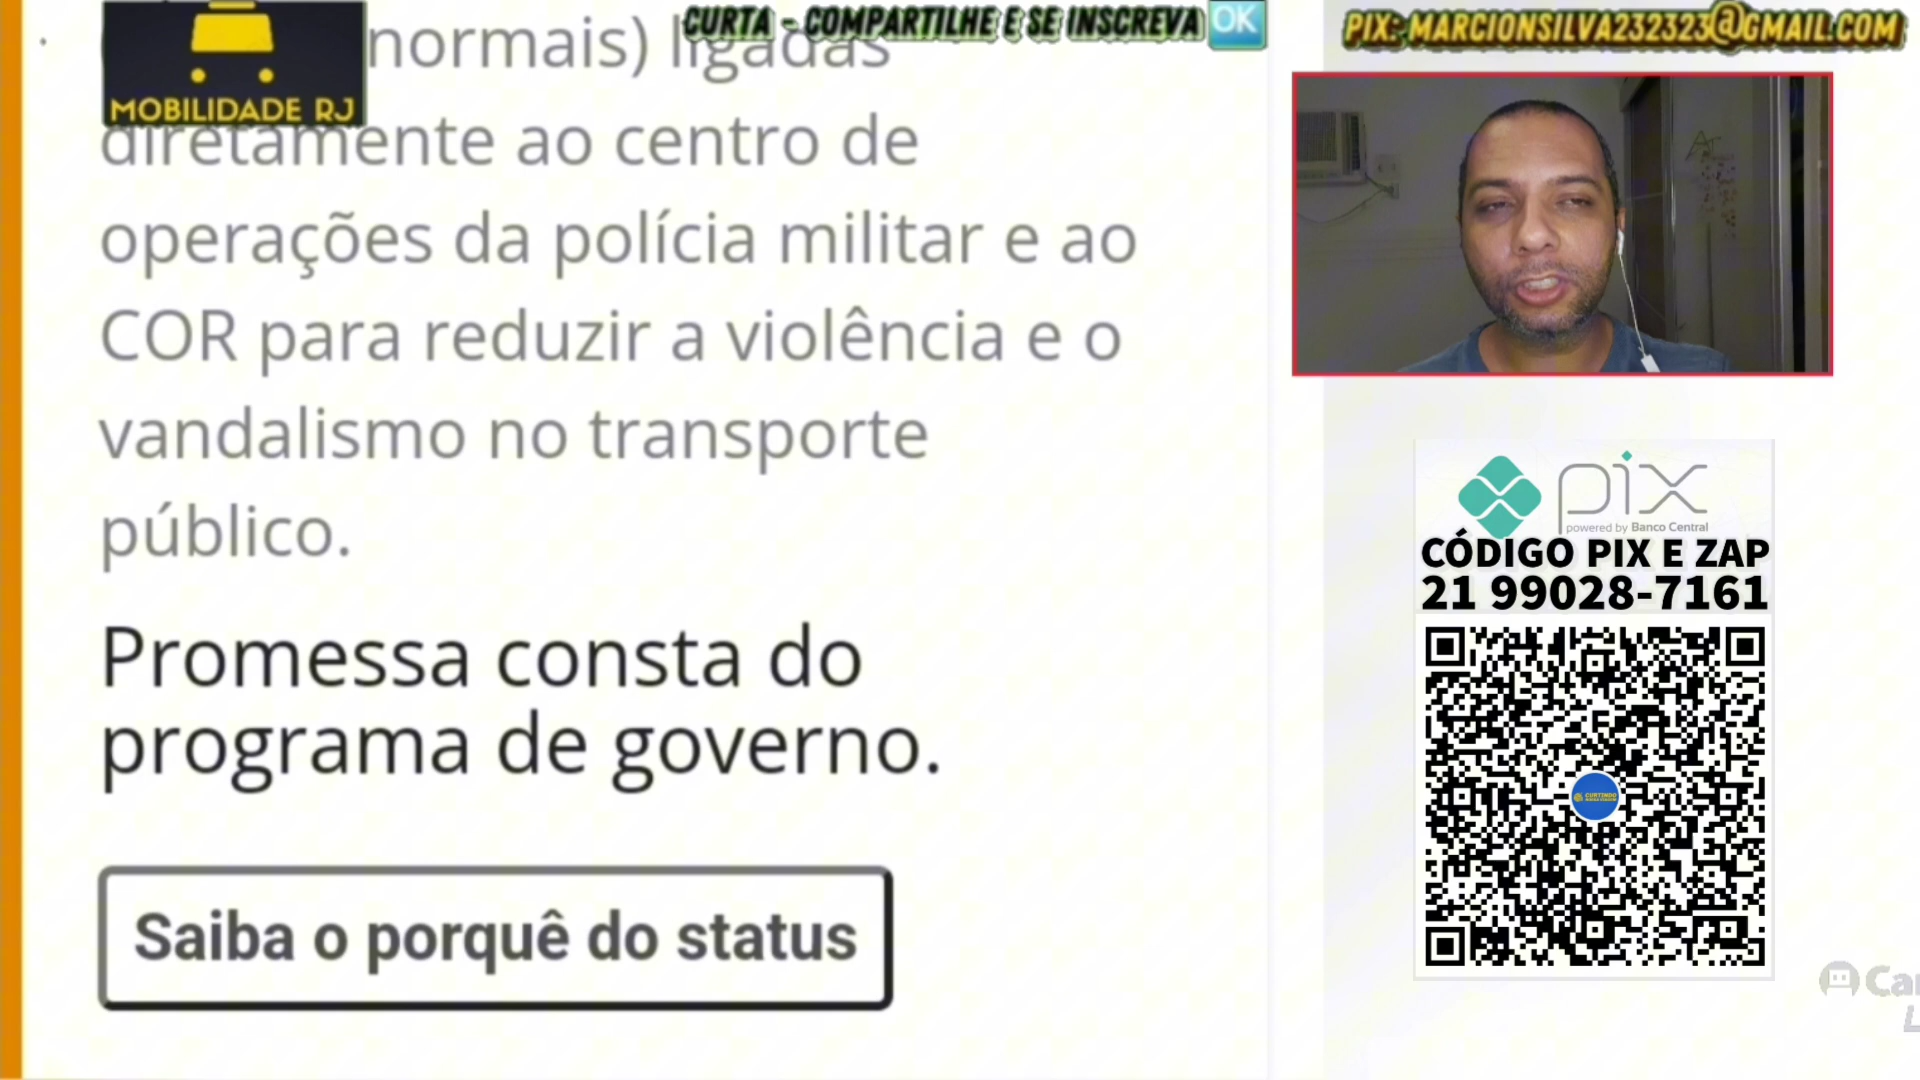 CURTA - COMPARTILHE E SE INSCREVA OK
PIX: MARCIONSILVA232323@GMAIL.COM
MOBILIDADE RJ
normais) ligadas
diretamente ao centro de
operações da polícia militar e ao
COR para reduzir a violência e o
vandalismo no transporte
público.
Promessa consta do
programa de governo.
Saiba o porquê do status
pix
powered by Banco Central
CÓDIGO PIX E ZAP
21 99028-7161
CURTINDO